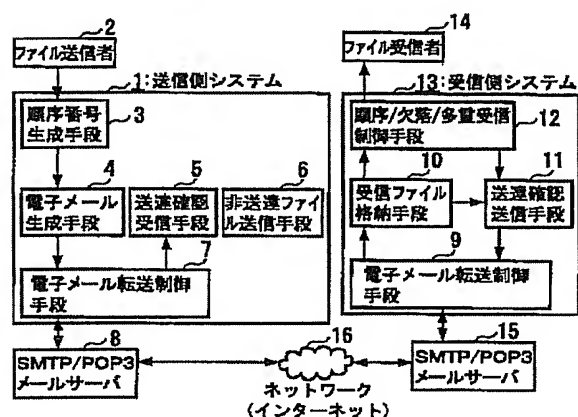 2
ファイル送信者
1:送信側システム
順序番号
生成手段
3
4
電子メール
生成手段
5
送達確認
受信手段
6
非送達ファイ
ル送信手段
7
電子メール転送制御
手段
8
SMTP/POP3
メールサーバ
16
ネットワーク
(インターネット)
14
ファイル受信者
13:受信側システム
順序/欠落/多重受信
制御手段
12
10
受信ファイル
格納手段
11
送達確認
送信手段
9
電子メール転送制御
手段
15
SMTP/POP3
メールサーバ